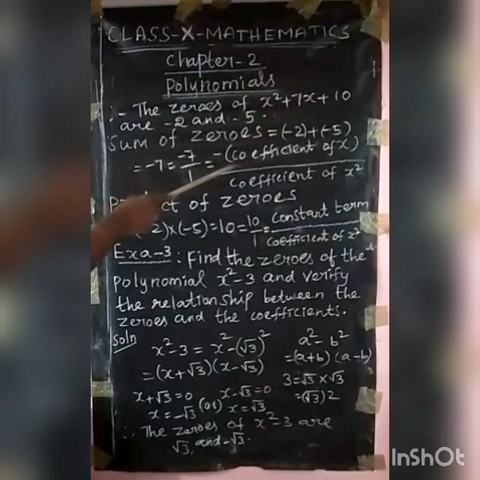 CLASS-X-MATHEMATICS
Chapter-2
Polynomials
:- The zeroes of x²+7x+10
are -2 and -5.
Sum of zeroes = (-2)+(-5)
= -7 = -7/1 = -(coefficient of x)/coefficient of x²
of zeroes
2)×(-5)=10=10/1=constant term/coefficient of x²
Exa-3: Find the zeroes of the
polynomial x²-3 and verify
the relationship between the
zeroes and the coefficients.
Soln
x²-3 = x²-(√3)²
= (x+√3)(x-√3)
x+√3=0 x-√3=0
x=-√3 (or) x=√3
a²-b²
=(a+b)(a-b)
3=√3×√3
=(√3)2
∴ The zeroes of x²-3 are
√3, and -√3.
InShOt